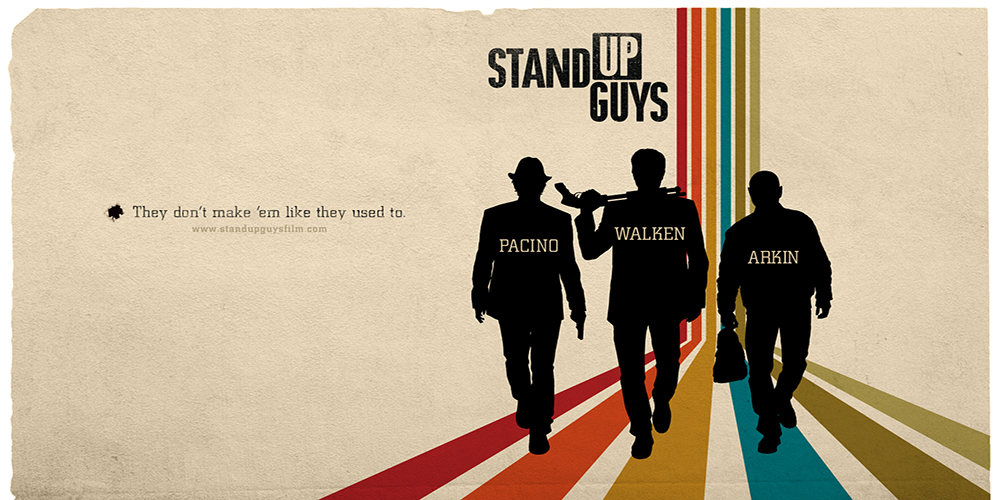 STAND UP
GUYS
They don't make 'em like they used to.
www.standupguysfilm.com
PACINO
WALKEN
ARKIN